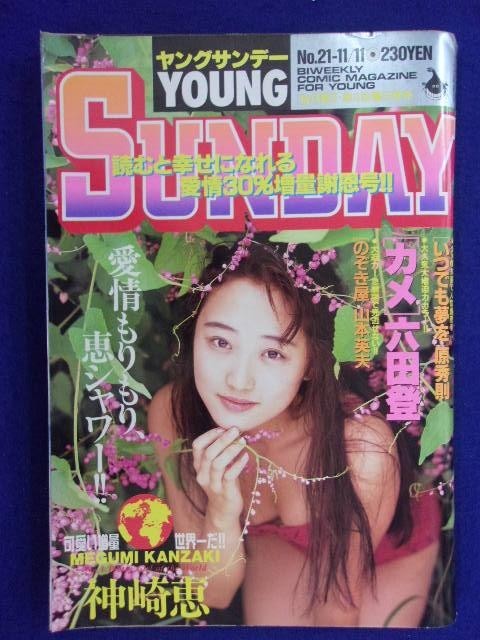 ヤングサンデー
YOUNG
SUNDAY
No.21-11/11 230YEN
BIWEEKLY
COMIC MAGAZINE
FOR YOUNG
読むと幸せになれる
愛情30%増量謝恩号!!
いつでも夢を 原秀則
「カメ」六田登
のぞき屋 山本英夫
愛情もりもり
恵シャワー!!
可愛い増量 世界一だ!!
MEGUMI KANZAKI
神崎恵